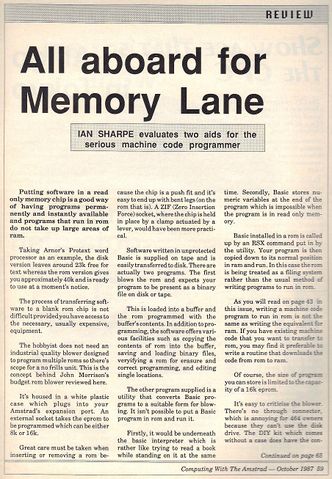 REVIEW
All aboard for
Memory Lane
IAN SHARPE evaluates two aids for the
serious machine code programmer
Putting software in a read
only memory chip is a good way
of having programs perma-
nently and instantly available
and programs that run in rom
do not take up large areas of
ram.
Taking Arnor's Protext word
processor as an example, the disk
version leaves around 23k free for
text whereas the rom version gives
you approximately 40k and is ready
to use at a moment's notice.
The process of transferring soft-
ware to a blank rom chip is not
difficult provided you have access to
the necessary, usually expensive,
equipment.
The hobbyist does not need an
industrial quality blower designed
to program multiple roms so there's
scope for a no frills unit. This is the
concept behind John Morrison's
budget rom blower reviewed here.
It's housed in a white plastic
case which plugs into your
Amstrad's expansion port. An
external socket takes the eprom to
be programmed which can be either
8k or 16k.
Great care must be taken when
inserting or removing a rom be-
cause the chip is a push fit and it's
easy to end up with bent legs (on the
rom that is). A ZIF (Zero Insertion
Force) socket, where the chip is held
in place by a clamp actuated by a
lever, would have been more practi-
cal.
Software written in unprotected
Basic is supplied on tape and is
easily transferred to disk. There are
actually two programs. The first
blows the rom and expects your
program to be present as a binary
file on disk or tape.
This is loaded into a buffer and
the rom programmed with the
buffer's contents. In addition to pro-
gramming, the software offers vari-
ous facilities such as copying the
contents of rom into the buffer,
saving and loading binary files,
verifying a rom for erasure and
correct programming, and editing
single locations.
The other program supplied is a
utility that converts Basic pro-
grams to a suitable form for blow-
ing. It isn't possible to put a Basic
program in rom and run it.
Firstly, it would be underneath
the basic interpreter which is
rather like trying to read a book
while standing on it at the same
time. Secondly, Basic stores nu-
meric variables at the end of the
program which is impossible when
the program is in read only mem-
ory.
Basic installed in a rom is called
up by an RSX command put in by
the utility. Your program is then
copied down to its normal position
in ram and run. In this case the rom
is being treated as a filing system
rather than the usual method of
writing programs to run in rom.
As you will read on page 43 in
this issue, writing a machine code
program to run in rom is not the
same as writing the equivalent for
ram. If you have existing machine
code that you want to transfer to
rom, you may find it preferable to
write a routine that downloads the
code from rom to ram.
Of course, the size of program
you can store is limited to the capac-
ity of a 16k eprom.
It's easy to criticise the blower.
There's no through connector,
which is annoying for 464 owners
because they can't use the disk
drive. The DIY kit which comes
without a case does have the con-
Continued on page 65
Computing With The Amstrad — October 1987 59